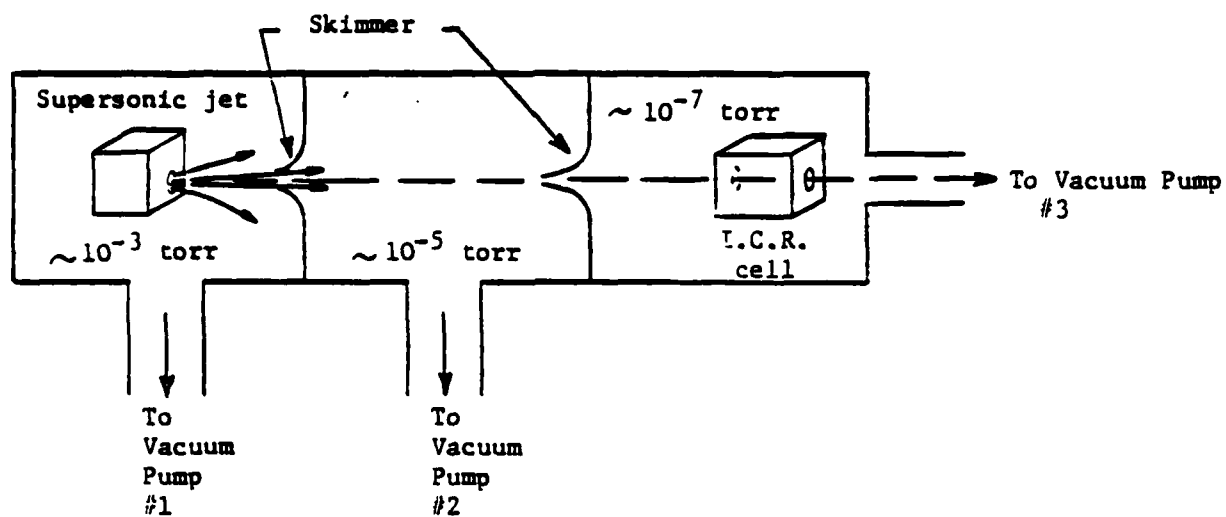 Skimmer
Supersonic jet
~ 10⁻⁷ torr
To Vacuum Pump
#3
I.C.R.
cell
~ 10⁻³ torr
~ 10⁻⁵ torr
To
Vacuum
Pump
#1
To
Vacuum
Pump
#2